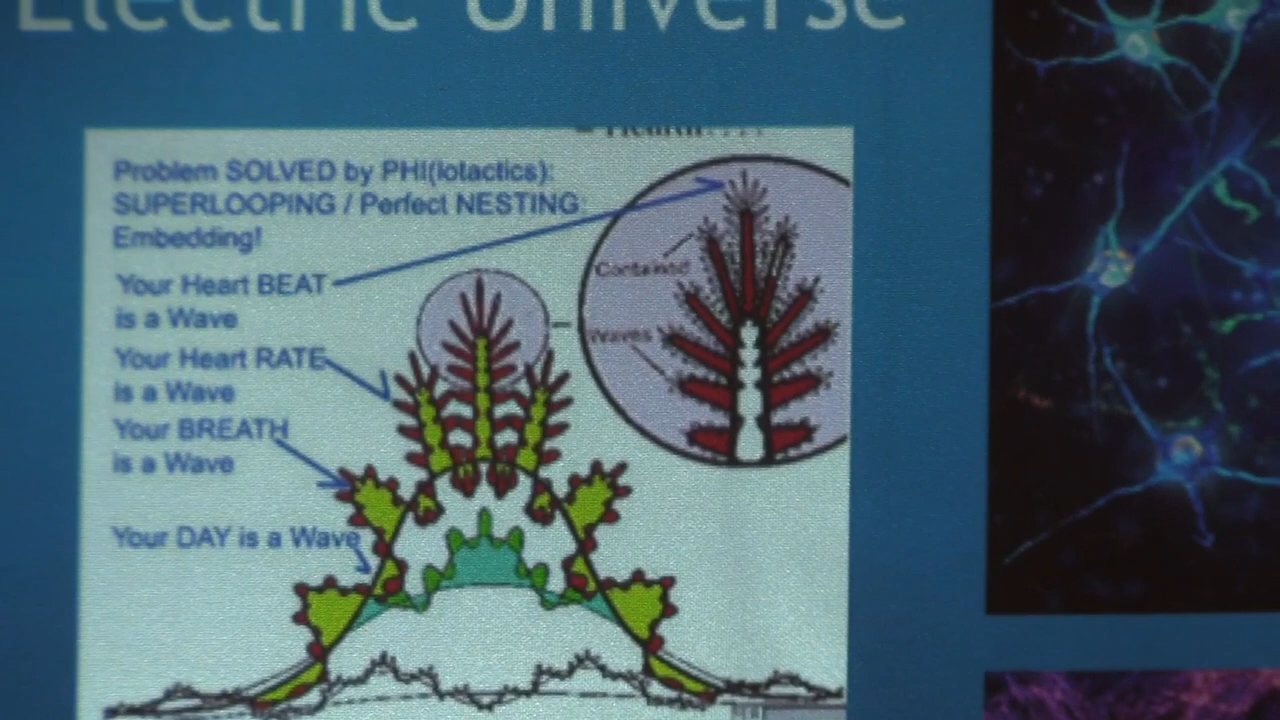 Electric Universe
= Health....
Problem SOLVED by PHI(lotactics):
SUPERLOOPING / Perfect NESTING
Embedding!
Your Heart BEAT
is a Wave
Contained
Waves
Your Heart RATE
is a Wave
Your BREATH
is a Wave
Your DAY is a Wave